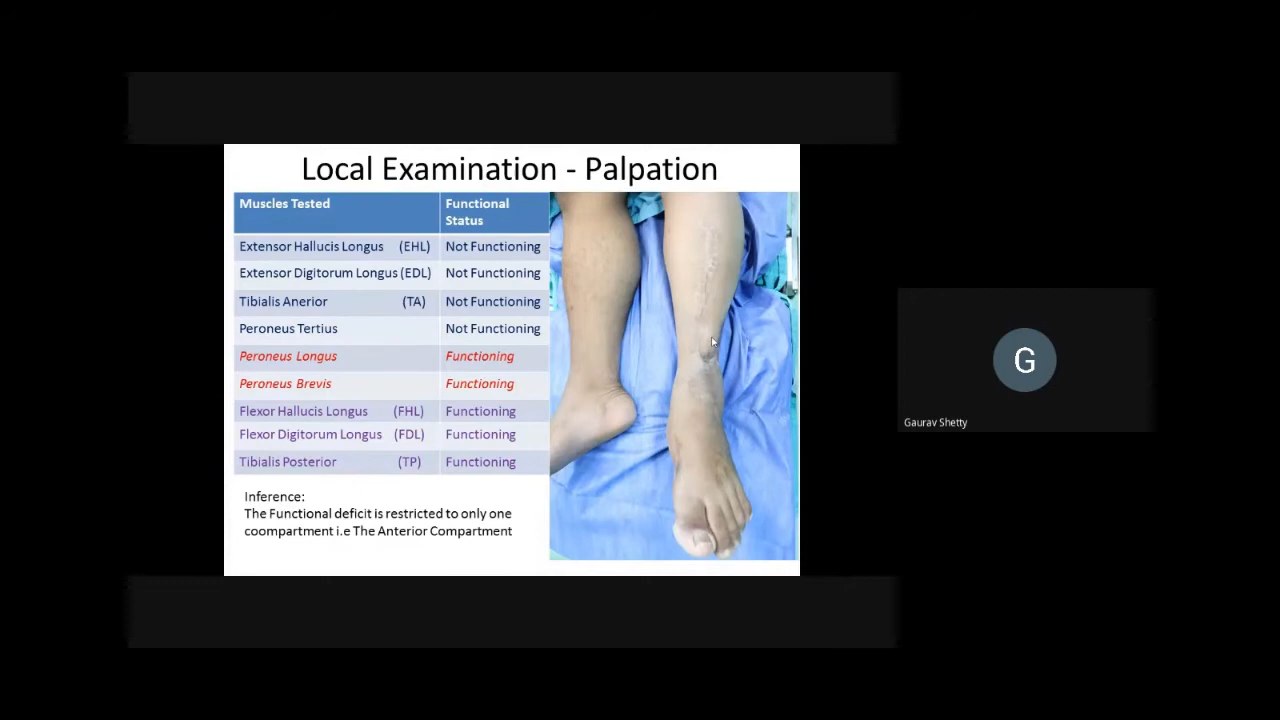 Local Examination - Palpation
Muscles Tested Functional Status
Extensor Hallucis Longus (EHL) Not Functioning
Extensor Digitorum Longus (EDL) Not Functioning
Tibialis Anerior (TA) Not Functioning
Peroneus Tertius Not Functioning
Peroneus Longus Functioning
Peroneus Brevis Functioning
Flexor Hallucis Longus (FHL) Functioning
Flexor Digitorum Longus (FDL) Functioning
Tibialis Posterior (TP) Functioning
Inference:
The Functional deficit is restricted to only one
coompartment i.e The Anterior Compartment
G
Gaurav Shetty